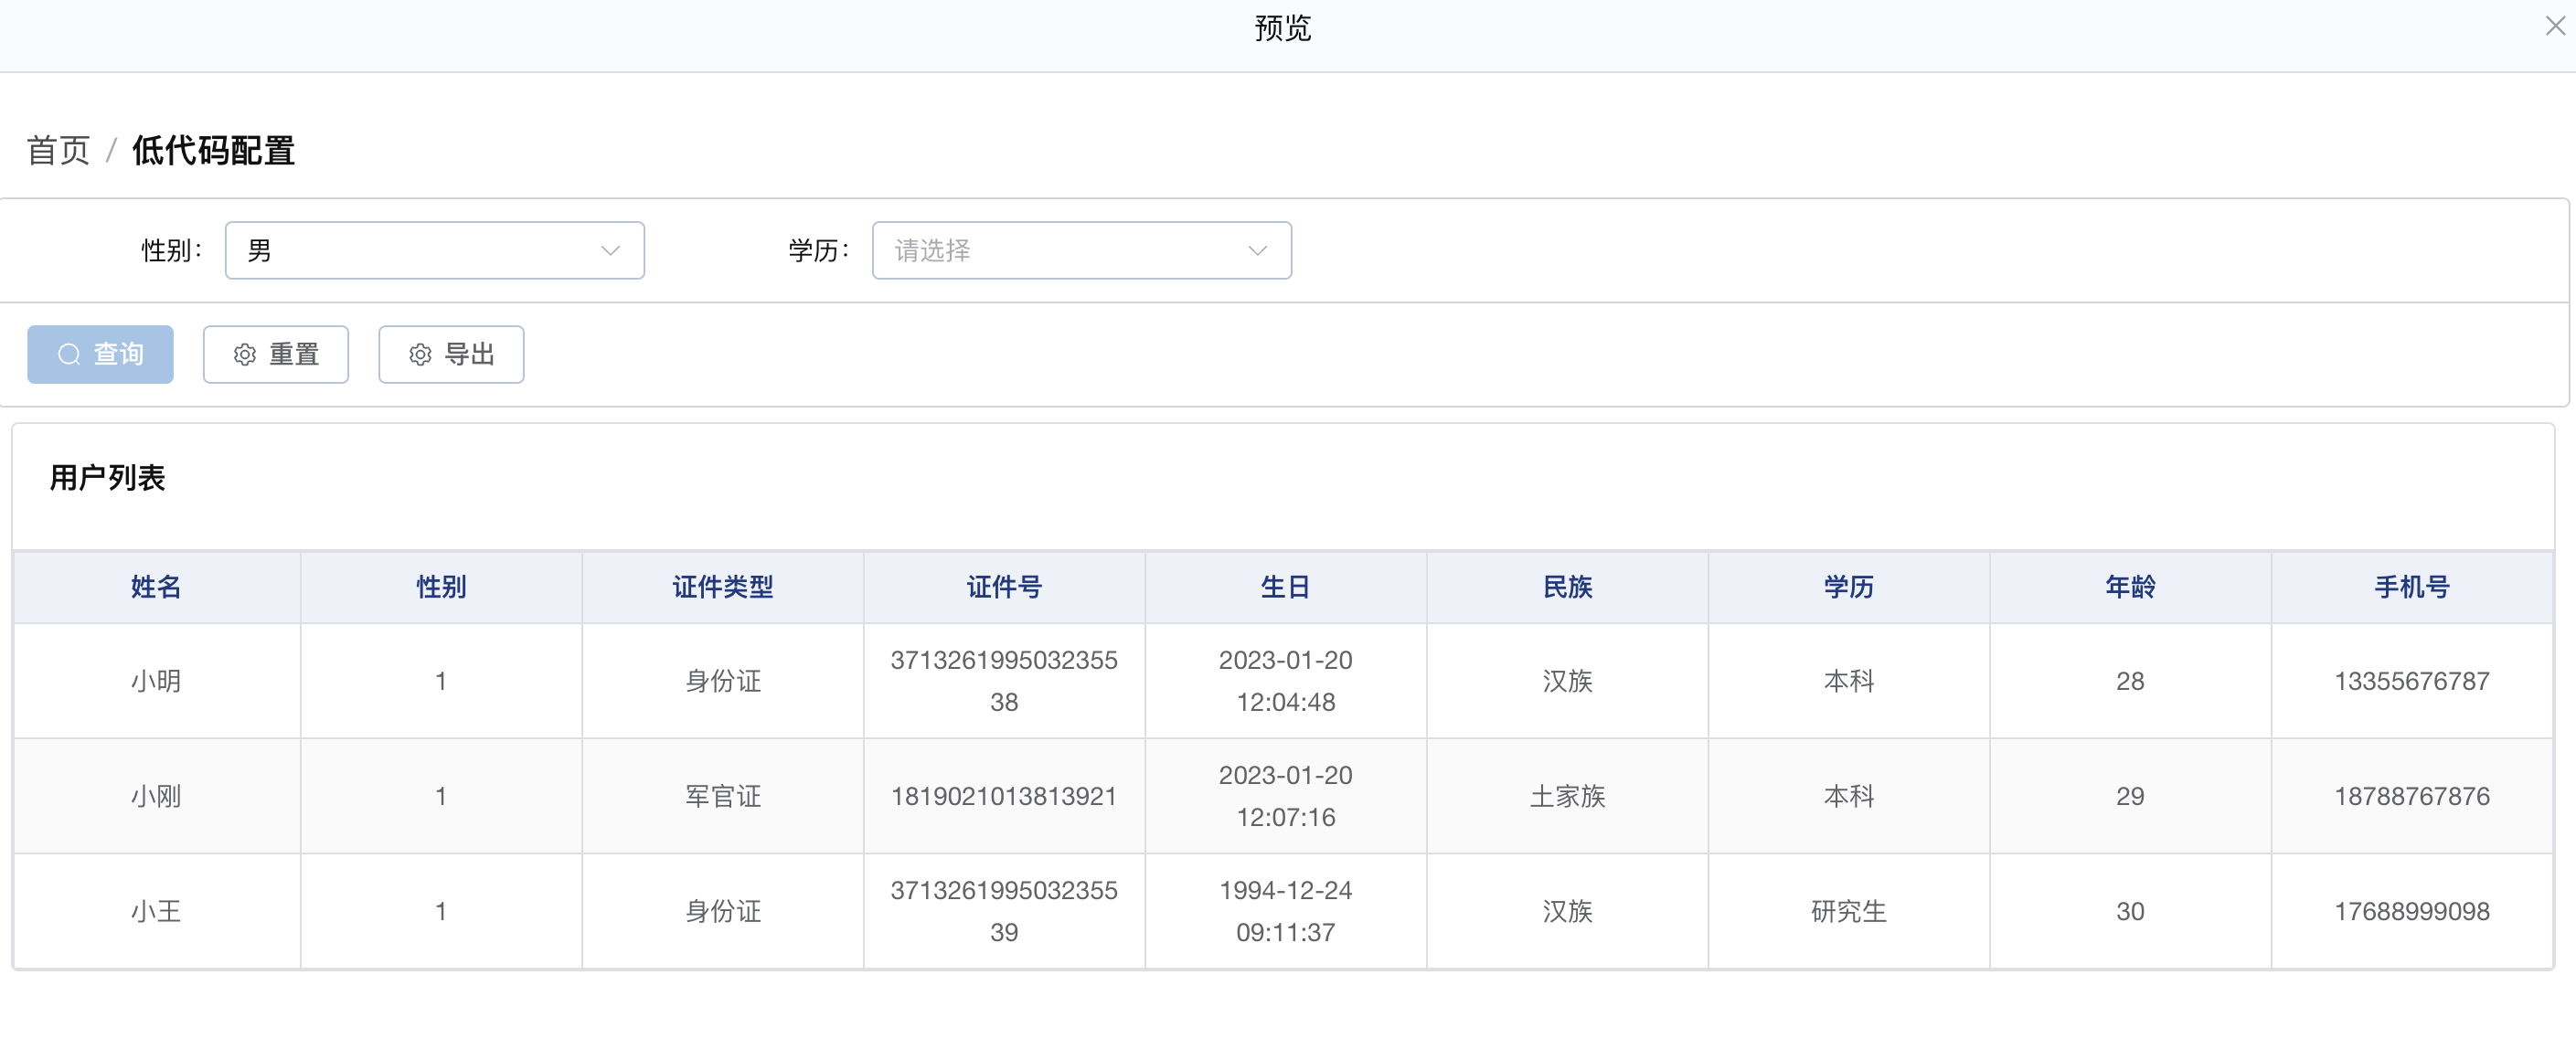 预览
首页 / 低代码配置
性别： 男 学历： 请选择
查询 重置 导出
用户列表
姓名 性别 证件类型 证件号 生日 民族 学历 年龄 手机号
小明 1 身份证 3713261995032355 2023-01-20 汉族 本科 28 13355676787
38 12:04:48
小刚 1 军官证 1819021013813921 2023-01-20 土家族 本科 29 18788767876
12:07:16
小王 1 身份证 3713261995032355 1994-12-24 汉族 研究生 30 17688999098
39 09:11:37